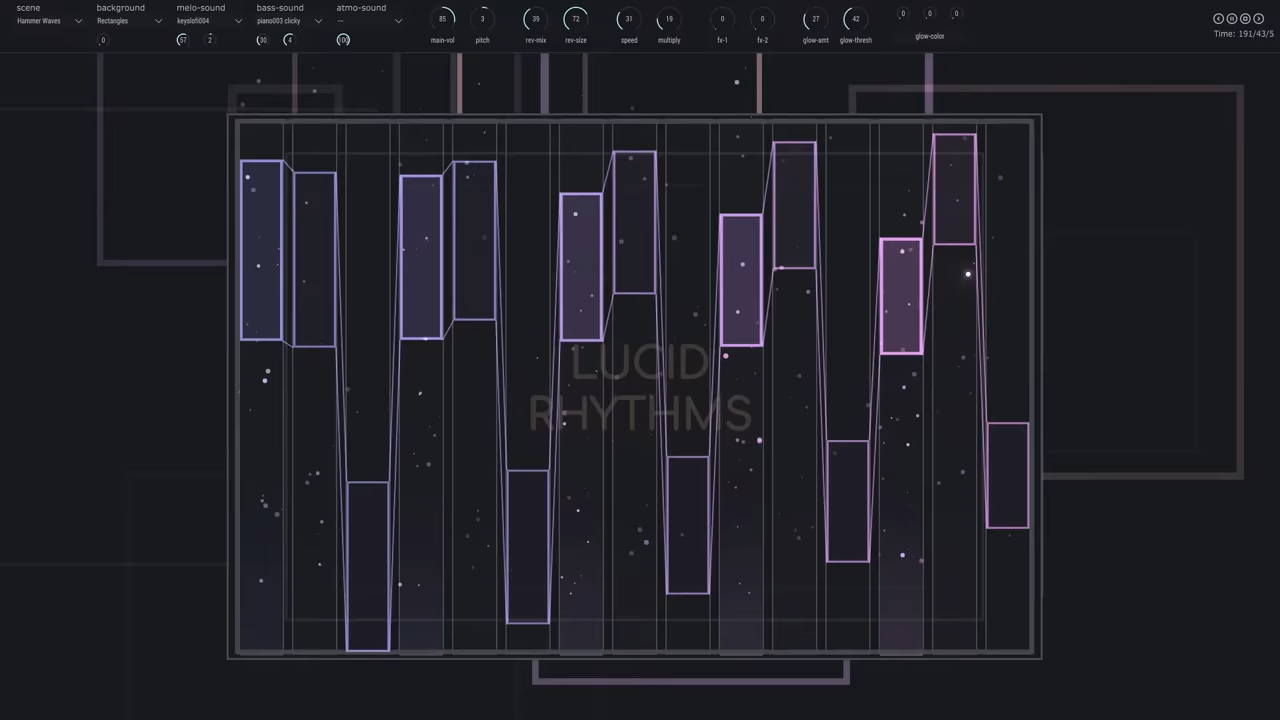 scene
background
melo-sound
bass-sound
atmo-sound
Hammer Waves
Rectangles
keyslofi004
piano003 clicky
---
0
57
2
30
4
100
85
3
39
72
31
19
0
0
27
42
0
0
0
main-vol
pitch
rev-mix
rev-size
speed
multiply
fx-1
fx-2
glow-amt
glow-thresh
glow-color
Time: 191/43/5
LUCID
RHYTHMS